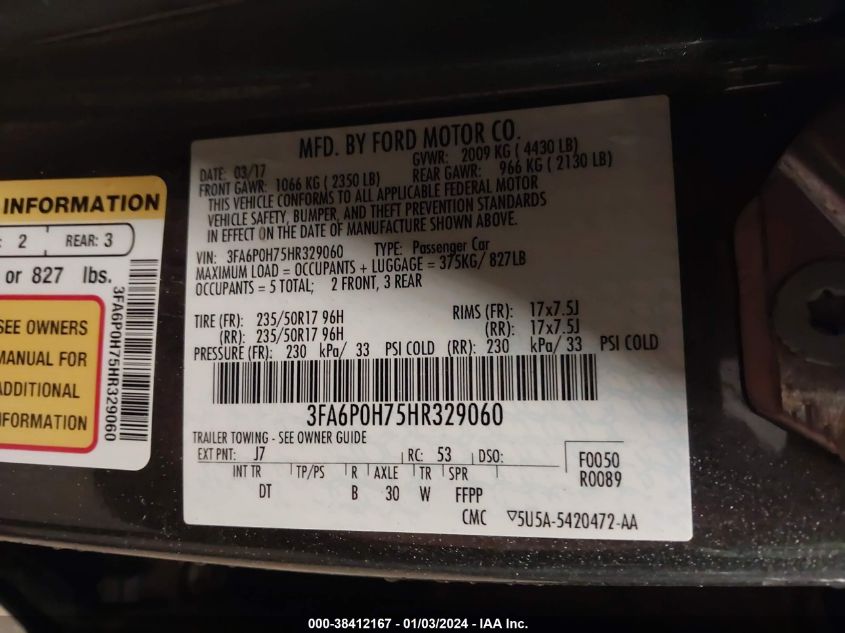 INFORMATION
: 2 REAR: 3
or 827 lbs.
SEE OWNERS
MANUAL FOR
ADDITIONAL
INFORMATION
3FA6P0H75HR329060
MFD. BY FORD MOTOR CO.
DATE: 03/17 GVWR: 2009 KG ( 4430 LB)
FRONT GAWR: 1066 KG ( 2350 LB) REAR GAWR: 966 KG ( 2130 LB)
THIS VEHICLE CONFORMS TO ALL APPLICABLE FEDERAL MOTOR
VEHICLE SAFETY, BUMPER, AND THEFT PREVENTION STANDARDS
IN EFFECT ON THE DATE OF MANUFACTURE SHOWN ABOVE.
VIN: 3FA6P0H75HR329060 TYPE: Passenger Car
MAXIMUM LOAD = OCCUPANTS + LUGGAGE = 375KG/ 827LB
OCCUPANTS = 5 TOTAL; 2 FRONT, 3 REAR
TIRE (FR): 235/50R17 96H RIMS (FR): 17x7.5J
(RR): 235/50R17 96H (RR): 17x7.5J
PRESSURE (FR): 230 kPa/ 33 PSI COLD (RR): 230 kPa/ 33 PSI COLD
3FA6P0H75HR329060
TRAILER TOWING - SEE OWNER GUIDE
EXT PNT: J7 RC: 53 DSO: F0050
INT TR TP/PS R AXLE TR SPR R0089
DT B 30 W FFPP
CMC ▽5U5A-5420472-AA
000-38412167 - 01/03/2024 - IAA Inc.